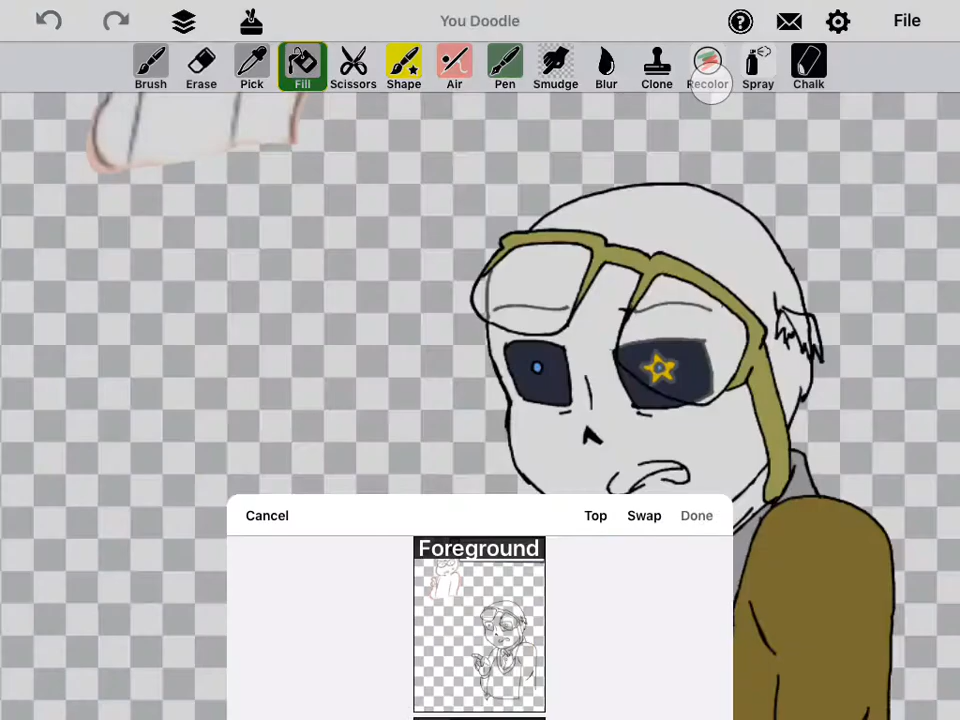 You Doodle
File
Brush Erase Pick Fill Scissors Shape Air Pen Smudge Blur Clone Recolor Spray Chalk
Cancel Top Swap Done
Foreground